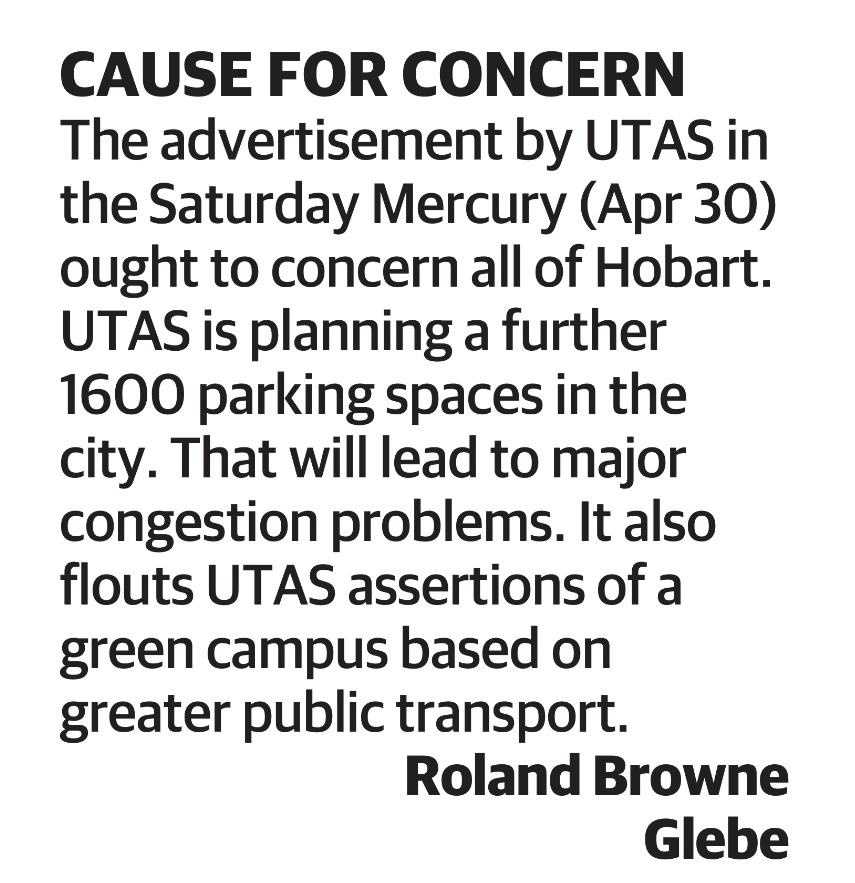 CAUSE FOR CONCERN
The advertisement by UTAS in
the Saturday Mercury (Apr 30)
ought to concern all of Hobart.
UTAS is planning a further
1600 parking spaces in the
city. That will lead to major
congestion problems. It also
flouts UTAS assertions of a
green campus based on
greater public transport.
Roland Browne
Glebe